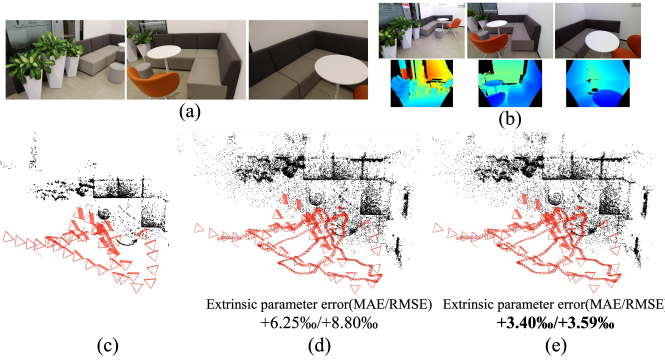 (a)
(b)
Extrinsic parameter error(MAE/RMSE)
+6.25‰/+8.80‰
Extrinsic parameter error(MAE/RMSE)
+3.40‰/+3.59‰
(c)
(d)
(e)